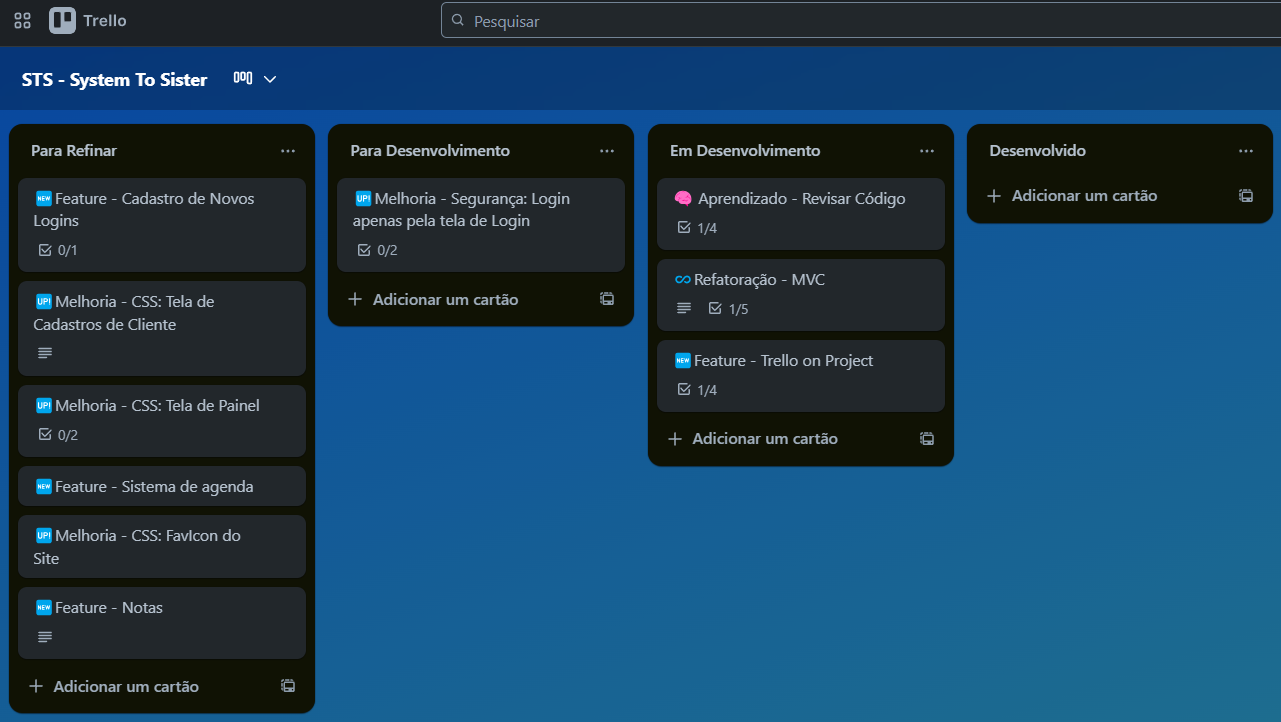 Trello
Pesquisar
STS - System To Sister
Para Refinar
NEW Feature - Cadastro de Novos
Logins
0/1
UP! Melhoria - CSS: Tela de
Cadastros de Cliente
UP! Melhoria - CSS: Tela de Painel
0/2
NEW Feature - Sistema de agenda
UP! Melhoria - CSS: FavIcon do
Site
NEW Feature - Notas
Adicionar um cartão
Para Desenvolvimento
UP! Melhoria - Segurança: Login
apenas pela tela de Login
0/2
Adicionar um cartão
Em Desenvolvimento
Aprendizado - Revisar Código
1/4
Refatoração - MVC
1/5
NEW Feature - Trello on Project
1/4
Adicionar um cartão
Desenvolvido
Adicionar um cartão